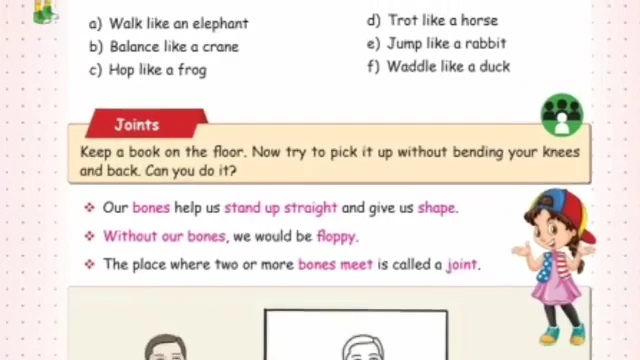 a) Walk like an elephant
b) Balance like a crane
c) Hop like a frog
d) Trot like a horse
e) Jump like a rabbit
f) Waddle like a duck
Joints
Keep a book on the floor. Now try to pick it up without bending your knees
and back. Can you do it?
❖ Our bones help us stand up straight and give us shape.
❖ Without our bones, we would be floppy.
❖ The place where two or more bones meet is called a joint.